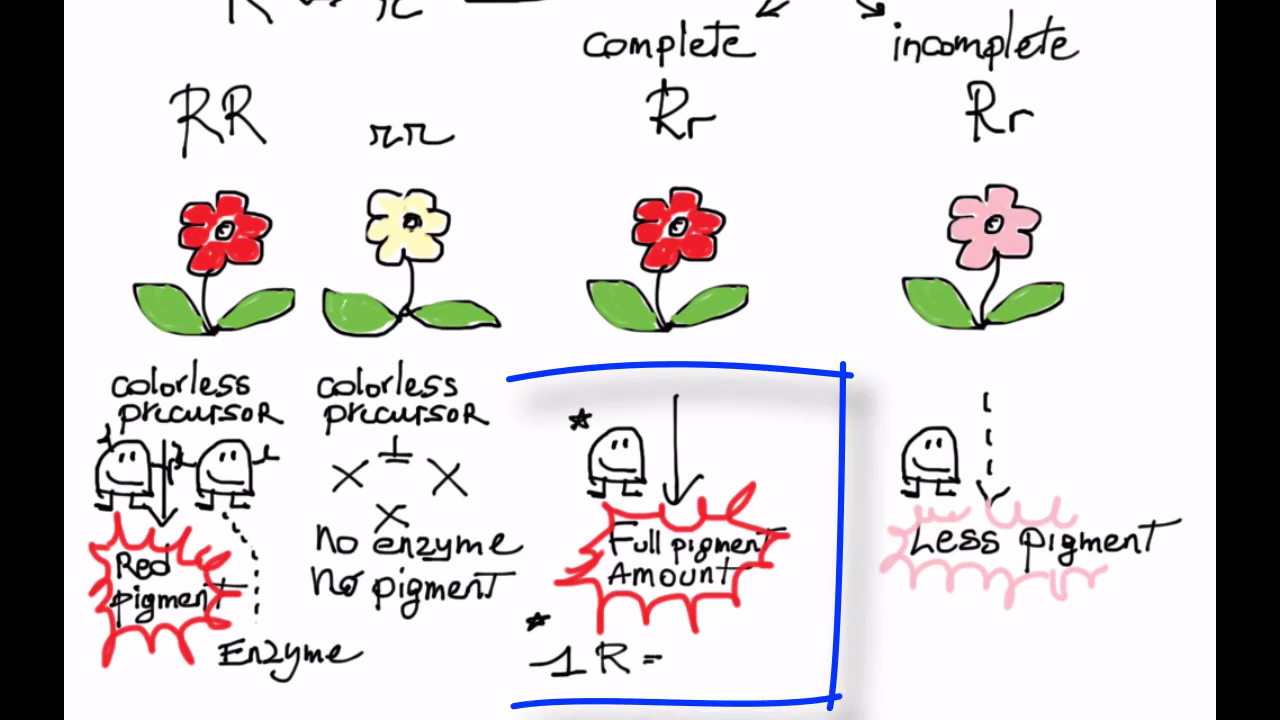 complete
incomplete
RR
rr
Rr
Rr
colorless
precursor
colorless
precursor
Red
pigment
Enzyme
No enzyme
No pigment
Full pigment
Amount
1 R =
Less pigment